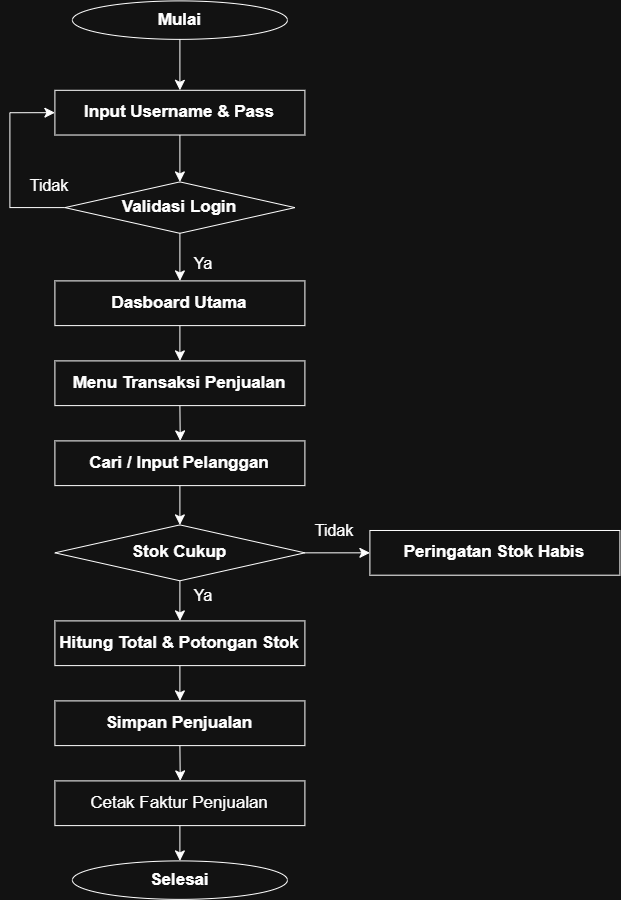 Mulai
Input Username & Pass
Tidak
Validasi Login
Ya
Dasboard Utama
Menu Transaksi Penjualan
Cari / Input Pelanggan
Tidak
Stok Cukup
Peringatan Stok Habis
Ya
Hitung Total & Potongan Stok
Simpan Penjualan
Cetak Faktur Penjualan
Selesai